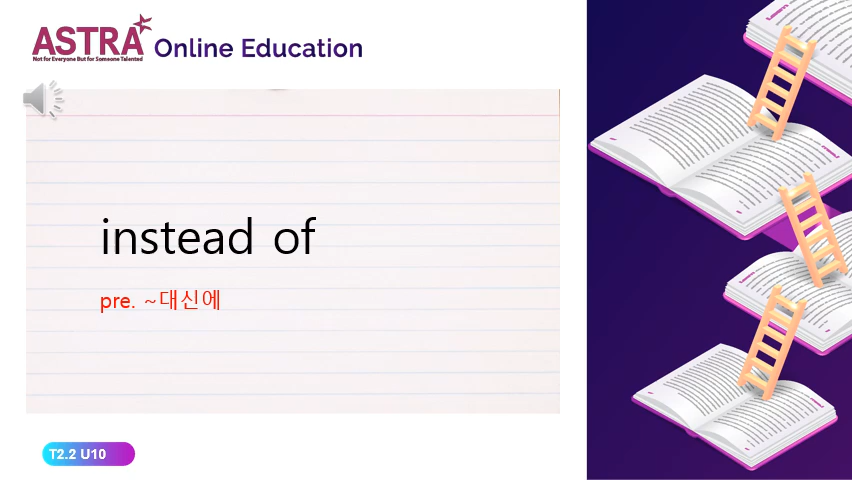 ASTRA
Not for Everyone But for Someone Talented
Online Education
instead of
pre. ~대신에
T2.2 U10